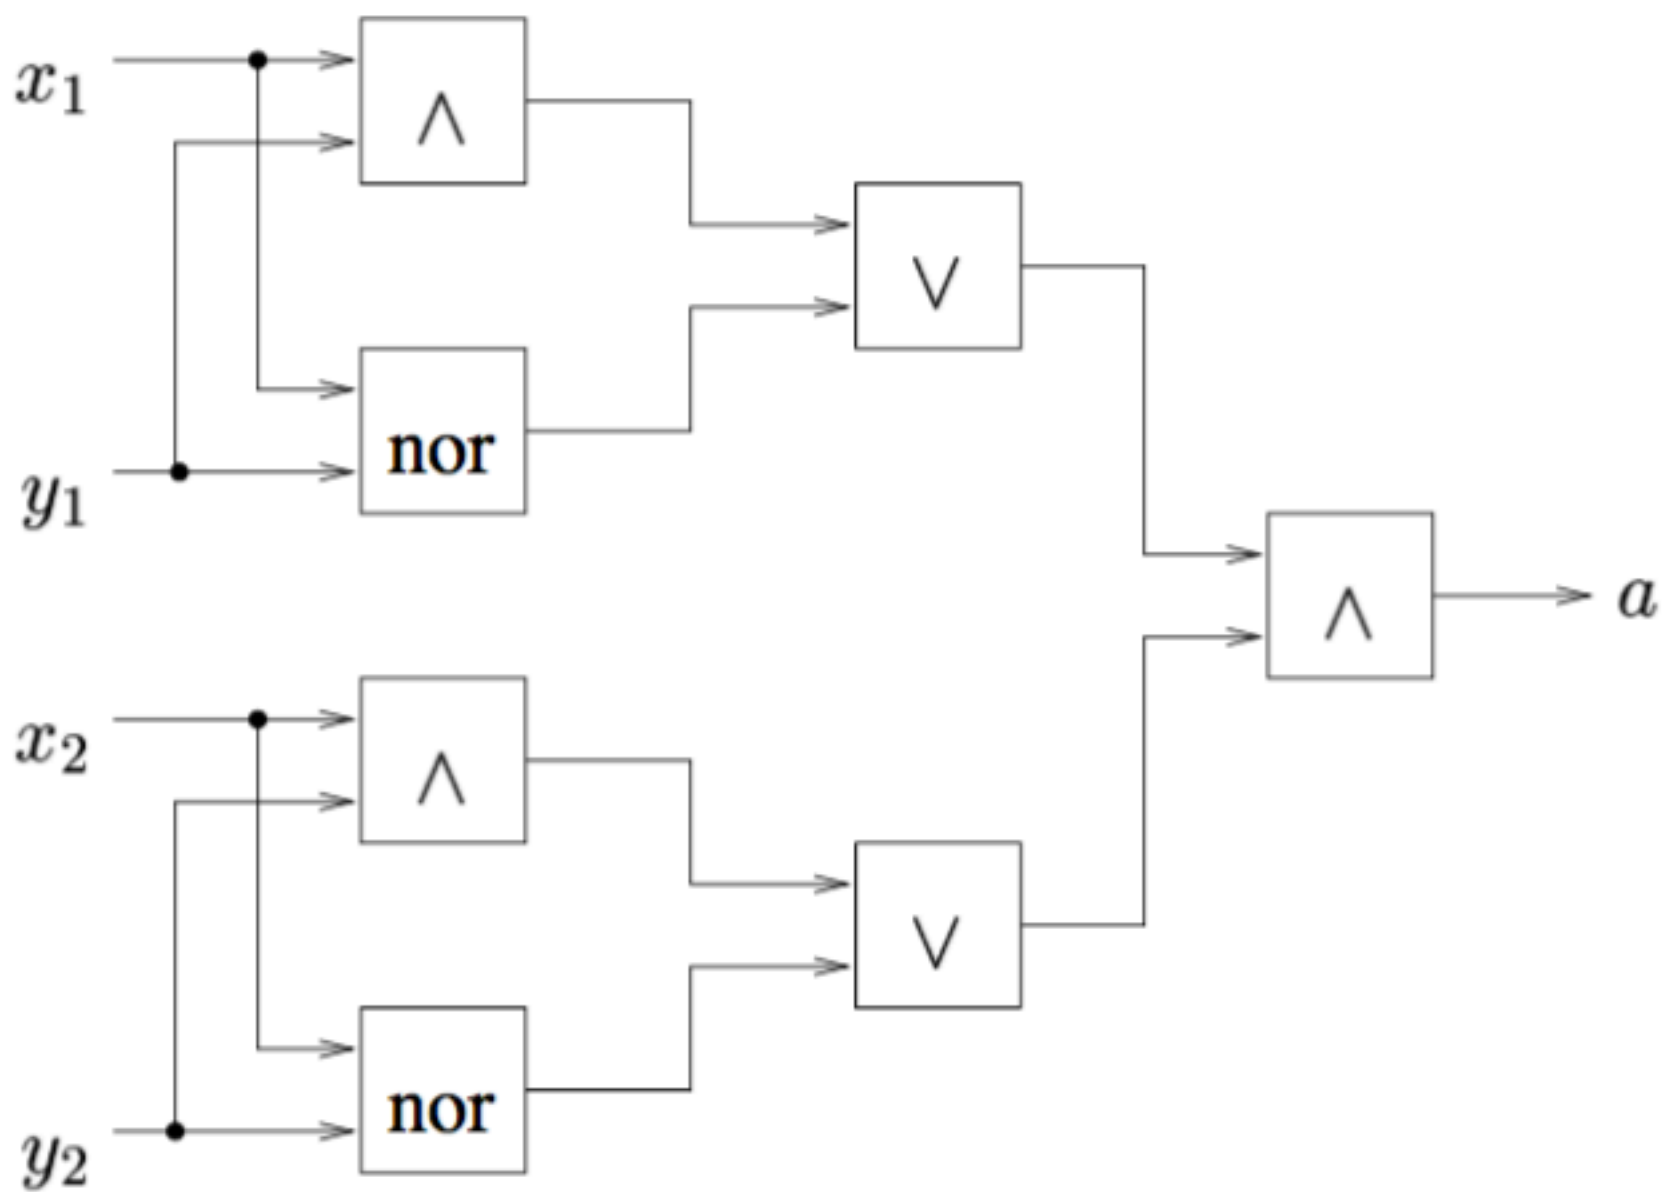 x₁
∧
∨
nor
y₁
∧
a
x₂
∧
∨
nor
y₂